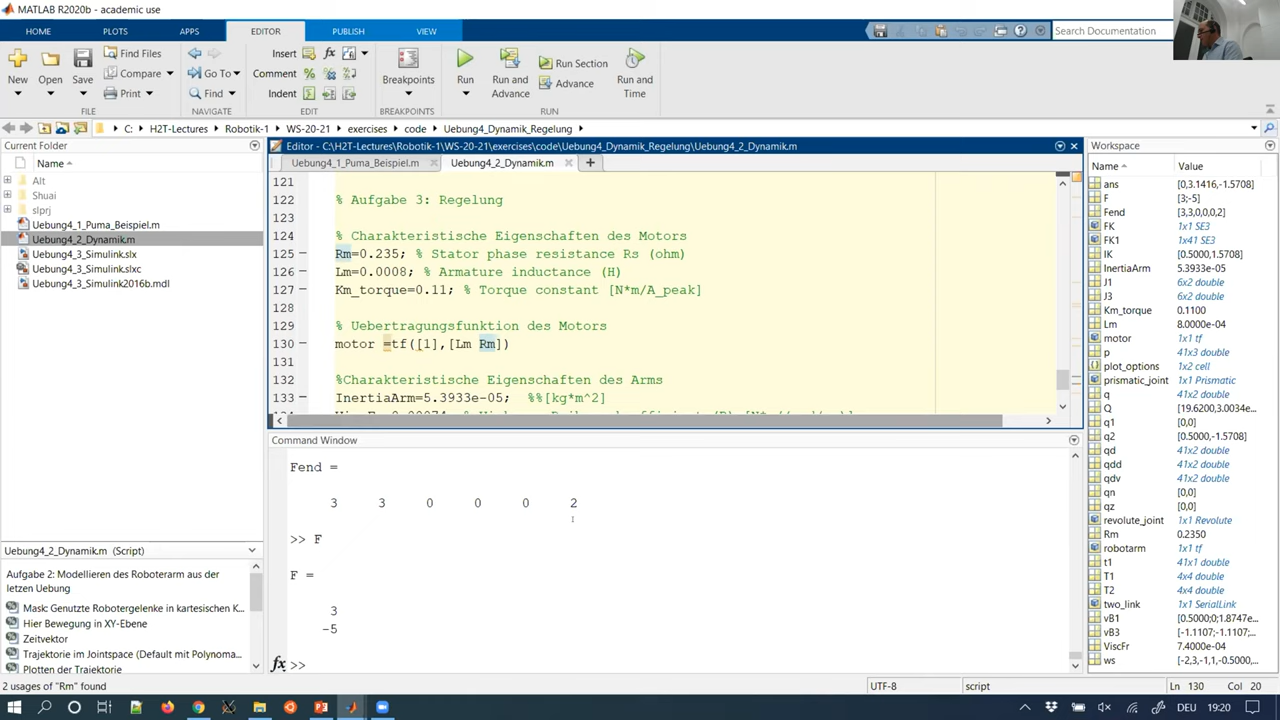 MATLAB R2020b - academic use
HOME PLOTS APPS EDITOR PUBLISH VIEW
Search Documentation
New Open Save Find Files Compare Print
Go To Find
Insert Comment Indent
Breakpoints
Run Run and Advance Run Section Advance Run and Time
FILE NAVIGATE EDIT BREAKPOINTS RUN
C: H2T-Lectures Robotik-1 WS-20-21 exercises code Uebung4_Dynamik_Regelung
Current Folder
Name
Alt
Shuai
slprj
Uebung4_1_Puma_Beispiel.m
Uebung4_2_Dynamik.m
Uebung4_3_Simulink.slx
Uebung4_3_Simulink.slxc
Uebung4_3_Simulink2016b.mdl
Uebung4_2_Dynamik.m (Script)
Aufgabe 2: Modellieren des Roboterarm aus der
letzen Uebung
Mask: Genutzte Robotergelenke in kartesischen K...
Hier Bewegung in XY-Ebene
Zeitvektor
Trajektorie im Jointspace (Default mit Polynoma...
Plotten der Trajektorie
Editor - C:\H2T-Lectures\Robotik-1\WS-20-21\exercises\code\Uebung4_Dynamik_Regelung\Uebung4_2_Dynamik.m
Uebung4_1_Puma_Beispiel.m Uebung4_2_Dynamik.m
121
122 % Aufgabe 3: Regelung
123
124 % Charakteristische Eigenschaften des Motors
125 Rm=0.235; % Stator phase resistance Rs (ohm)
126 Lm=0.0008; % Armature inductance (H)
127 Km_torque=0.11; % Torque constant [N*m/A_peak]
128
129 % Uebertragungsfunktion des Motors
130 motor =tf([1],[Lm Rm])
131
132 %Charakteristische Eigenschaften des Arms
133 InertiaArm=5.3933e-05; %%[kg*m^2]
Command Window
Fend =
3 3 0 0 0 2
>> F
F =
3
-5
fx >>
Workspace
Name Value
ans [0,3.1416,-1.5708]
F [3;-5]
Fend [3,3,0,0,0,2]
FK 1x1 SE3
FK1 1x41 SE3
IK [0.5000,1.5708]
InertiaArm 5.3933e-05
J1 6x2 double
J3 6x2 double
Km_torque 0.1100
Lm 8.0000e-04
motor 1x1 tf
p 41x3 double
plot_options 1x2 cell
prismatic_joint 1x1 Prismatic
q 41x2 double
Q [19.6200,3.0034e...
q1 [0,0]
q2 [0.5000,-1.5708]
qd 41x2 double
qdd 41x2 double
qdv 41x2 double
qn [0,0]
qz [0,0]
revolute_joint 1x1 Revolute
Rm 0.2350
robotarm 1x1 tf
t1 41x1 double
T1 4x4 double
T2 4x4 double
two_link 1x1 SerialLink
vB1 [0.5000;0;1.8747e...
vB3 [-1.1107;-1.1107;...
ViscFr 7.4000e-04
ws [-2,3,-1,1,-0.5000,...
2 usages of "Rm" found
UTF-8 script Ln 130 Col 20
DEU 19:20